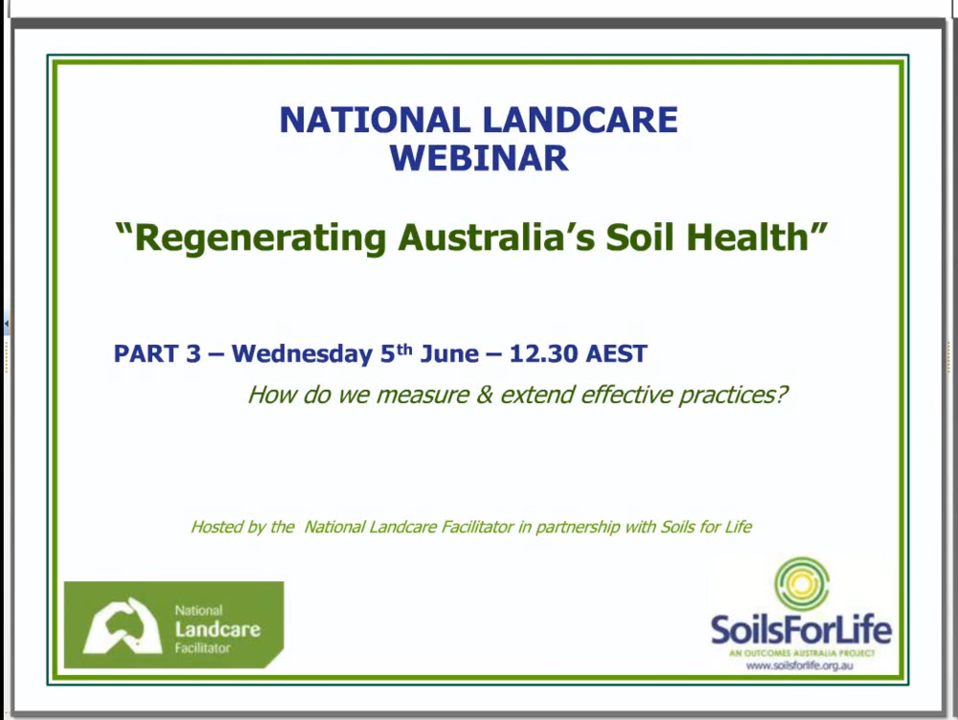 NATIONAL LANDCARE
WEBINAR
“Regenerating Australia’s Soil Health”
PART 3 – Wednesday 5th June – 12.30 AEST
How do we measure & extend effective practices?
Hosted by the National Landcare Facilitator in partnership with Soils for Life
National
Landcare
Facilitator
SoilsForLife
AN OUTCOMES AUSTRALIA PROJECT
www.soilsforlife.org.au